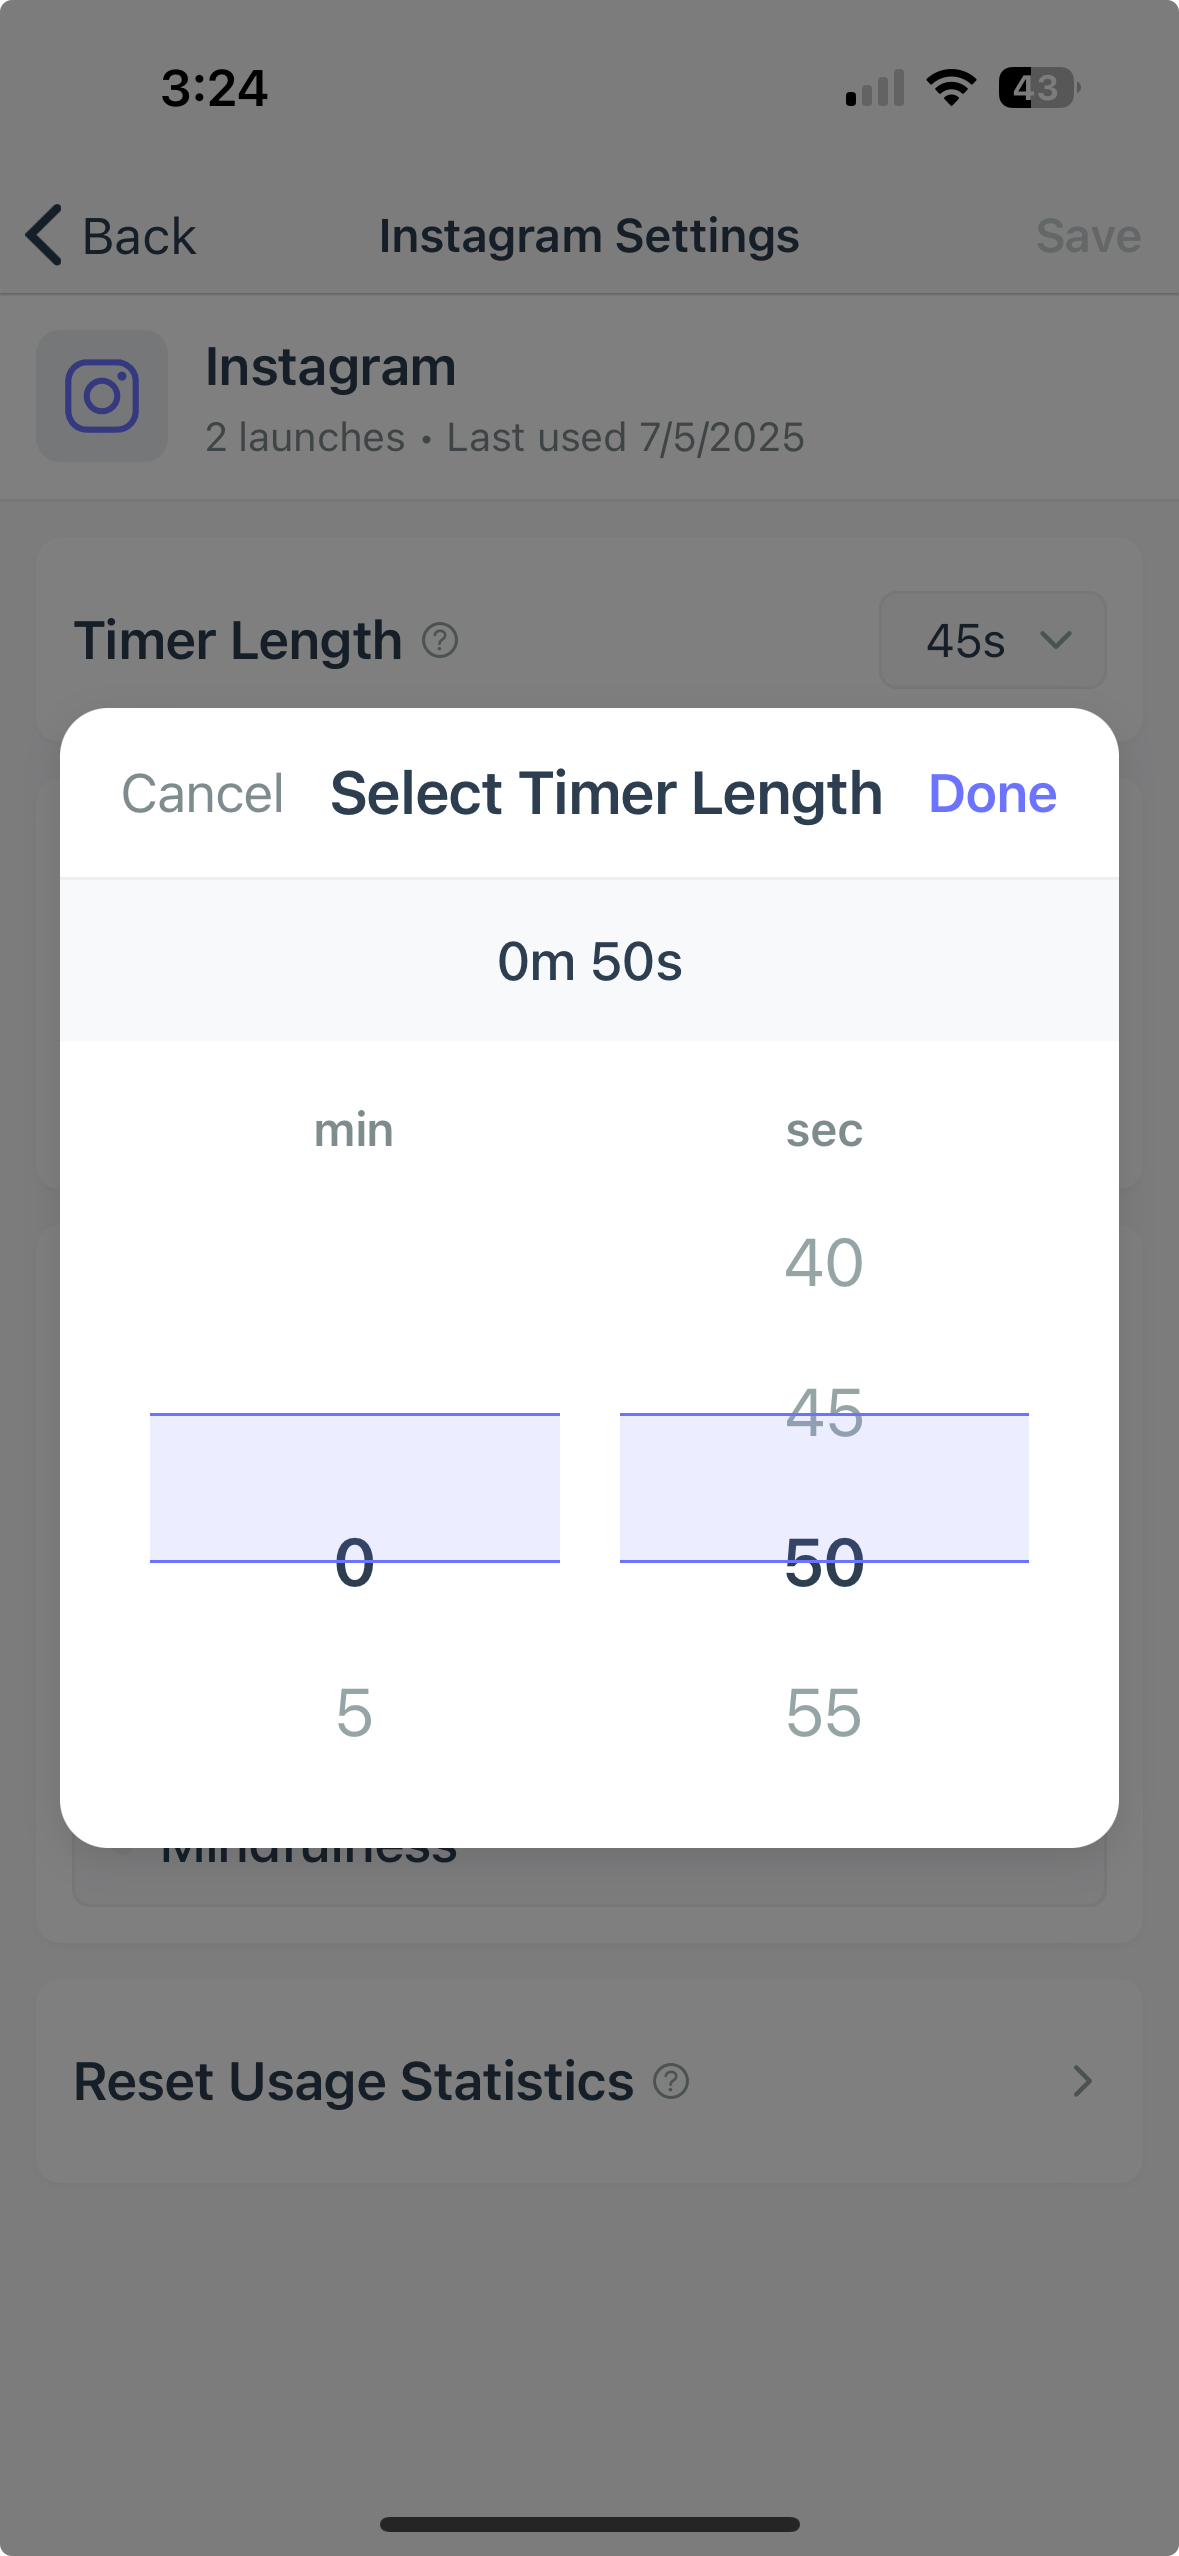 3:24
43
Back
Instagram Settings
Save
Instagram
2 launches • Last used 7/5/2025
Timer Length ?
45s
Cancel
Select Timer Length
Done
0m 50s
min
sec
40
45
0
50
5
55
Mindfulness
Reset Usage Statistics ?